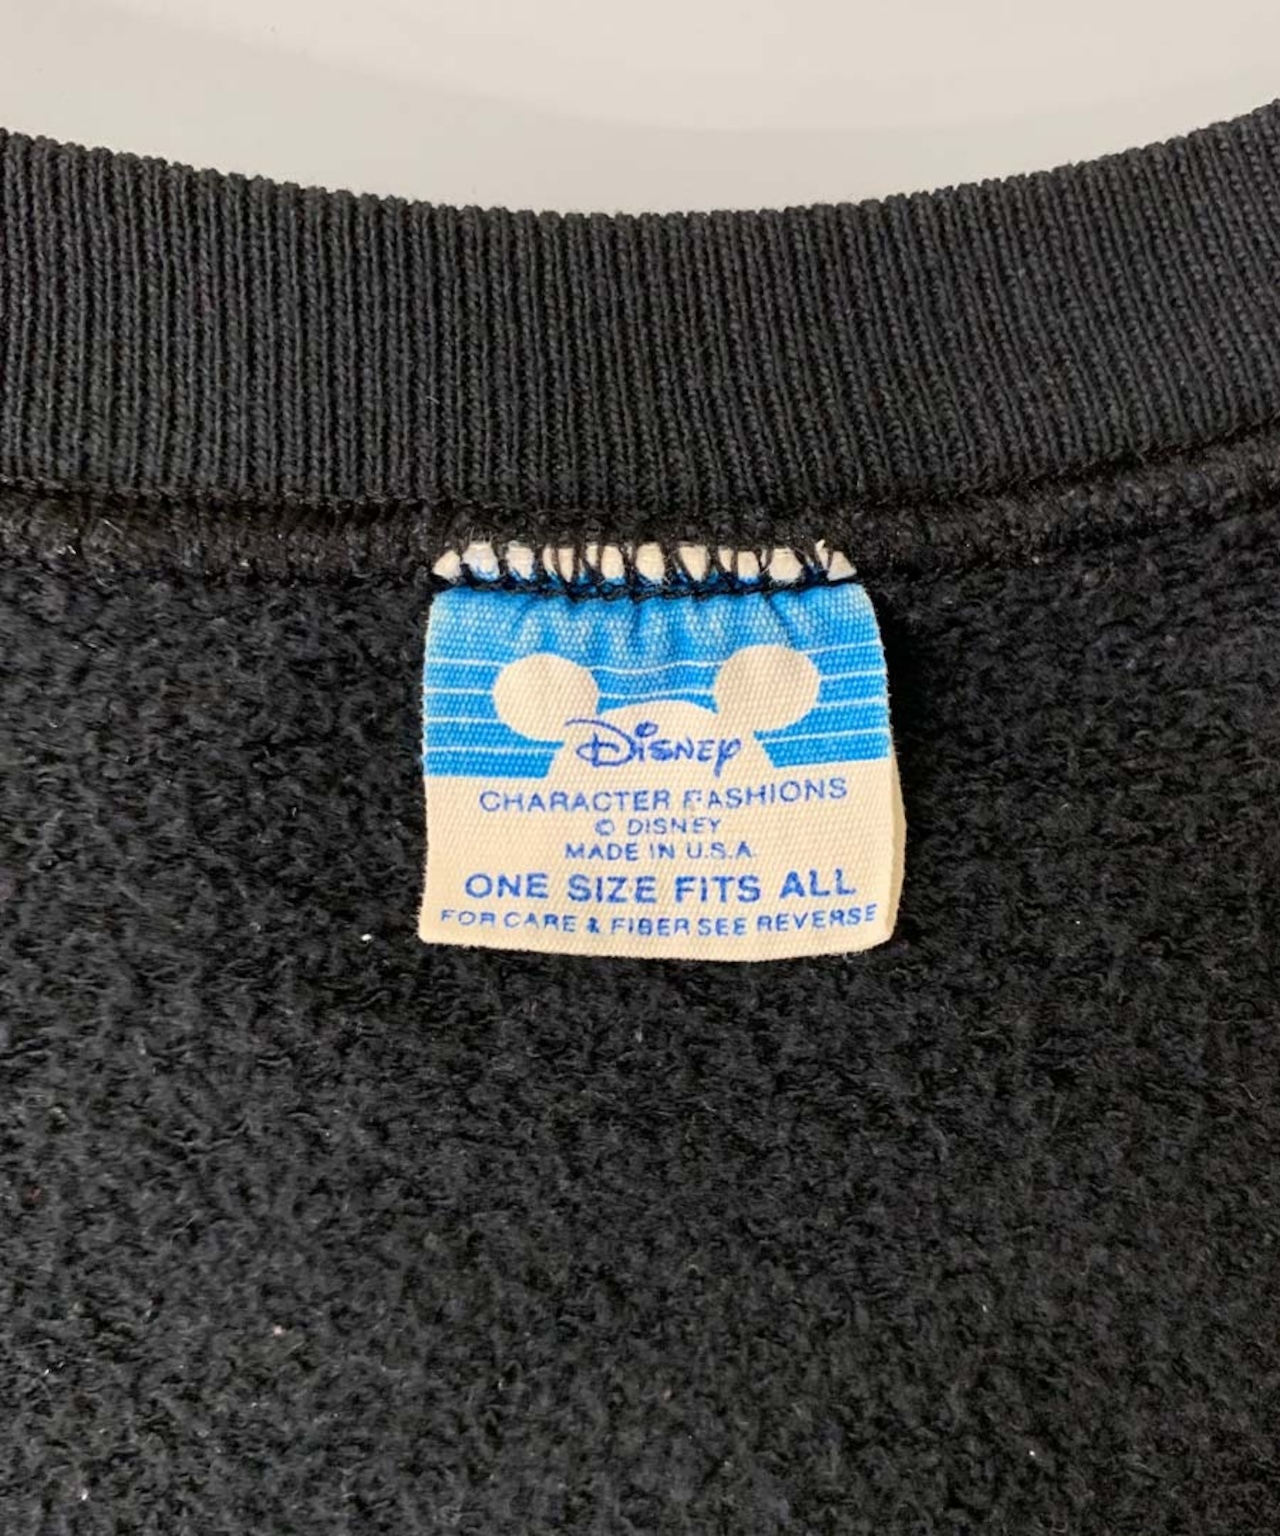 Disney
CHARACTER FASHIONS
© DISNEY
MADE IN U.S.A.
ONE SIZE FITS ALL
FOR CARE & FIBER SEE REVERSE